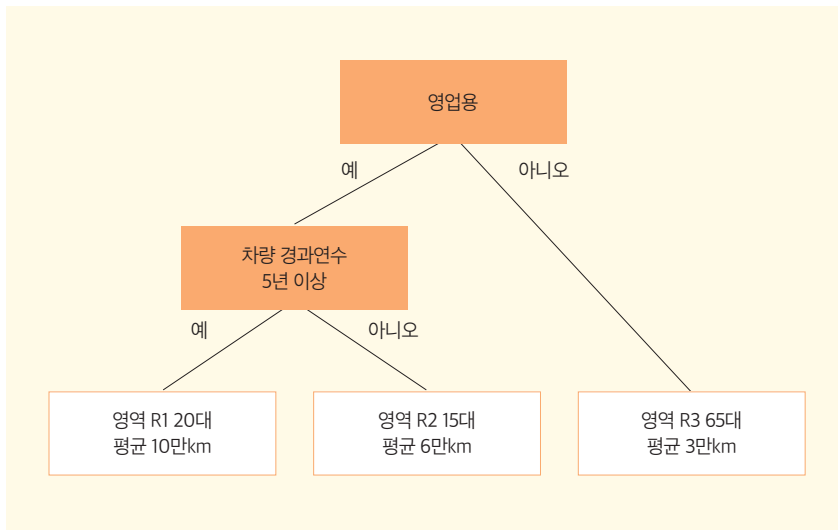 영업용
예
아니오
차량 경과연수
5년 이상
예
아니오
영역 R1 20대
평균 10만km
영역 R2 15대
평균 6만km
영역 R3 65대
평균 3만km